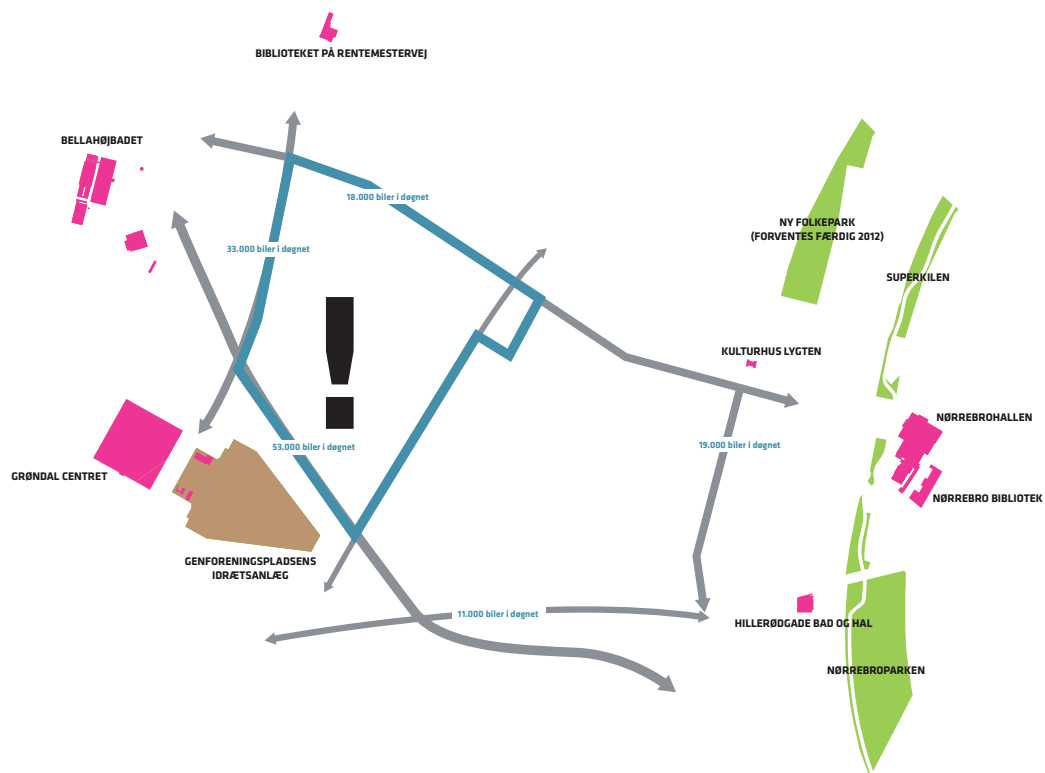 BIBLIOTEKET PÅ RENTEMESTERVEJ
BELLAHØJBADET
18.000 biler i døgnet
NY FOLKEPARK
(FORVENTES FÆRDIG 2012)
33.000 biler i døgnet
SUPERKILEN
KULTURHUS LYGTEN
NØRREBROHALLEN
53.000 biler i døgnet
19.000 biler i døgnet
GRØNDAL CENTRET
NØRREBRO BIBLIOTEK
GENFORENINGSPLADSENS
IDRÆTSANLÆG
11.000 biler i døgnet
HILLERØDGADE BAD OG HAL
NØRREBROPARKEN